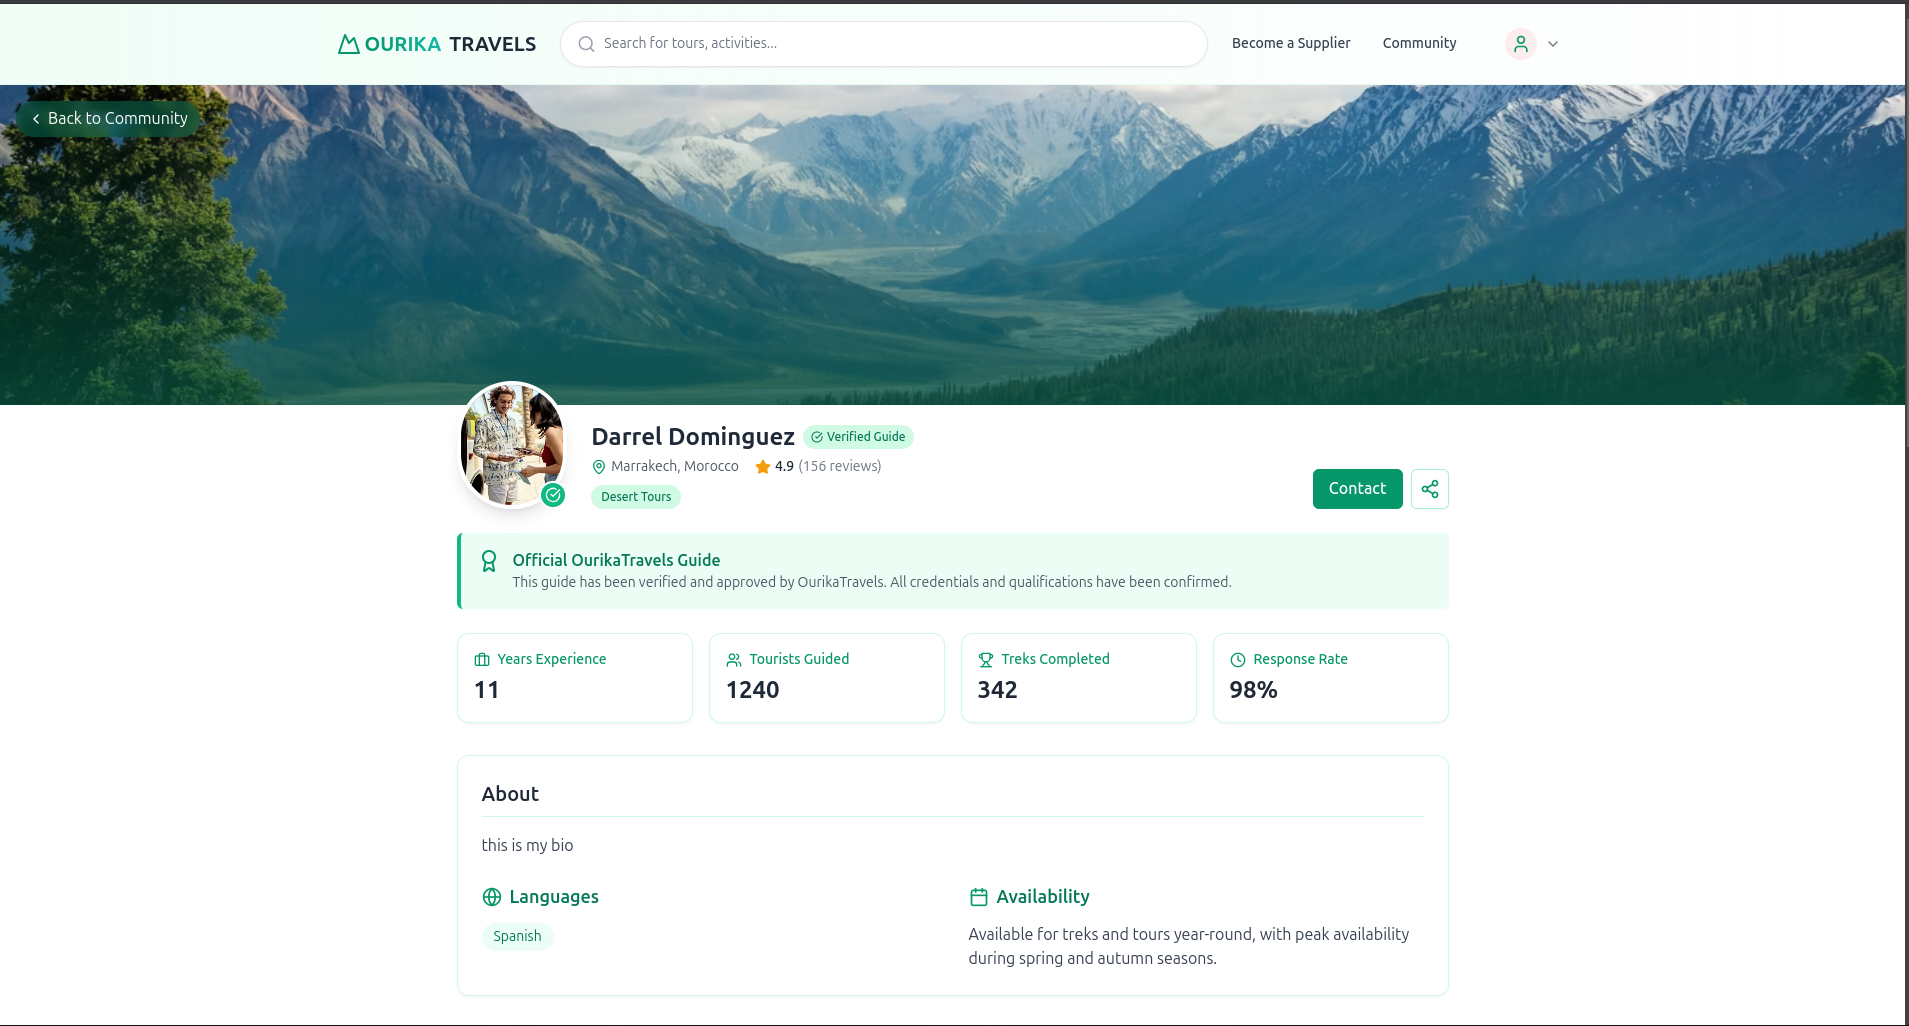 OURIKA TRAVELS
Search for tours, activities...
Become a Supplier
Community
Back to Community
Darrel Dominguez
Verified Guide
Marrakech, Morocco
4.9 (156 reviews)
Desert Tours
Contact
Official OurikaTravels Guide
This guide has been verified and approved by OurikaTravels. All credentials and qualifications have been confirmed.
Years Experience
11
Tourists Guided
1240
Treks Completed
342
Response Rate
98%
About
this is my bio
Languages
Spanish
Availability
Available for treks and tours year-round, with peak availability
during spring and autumn seasons.